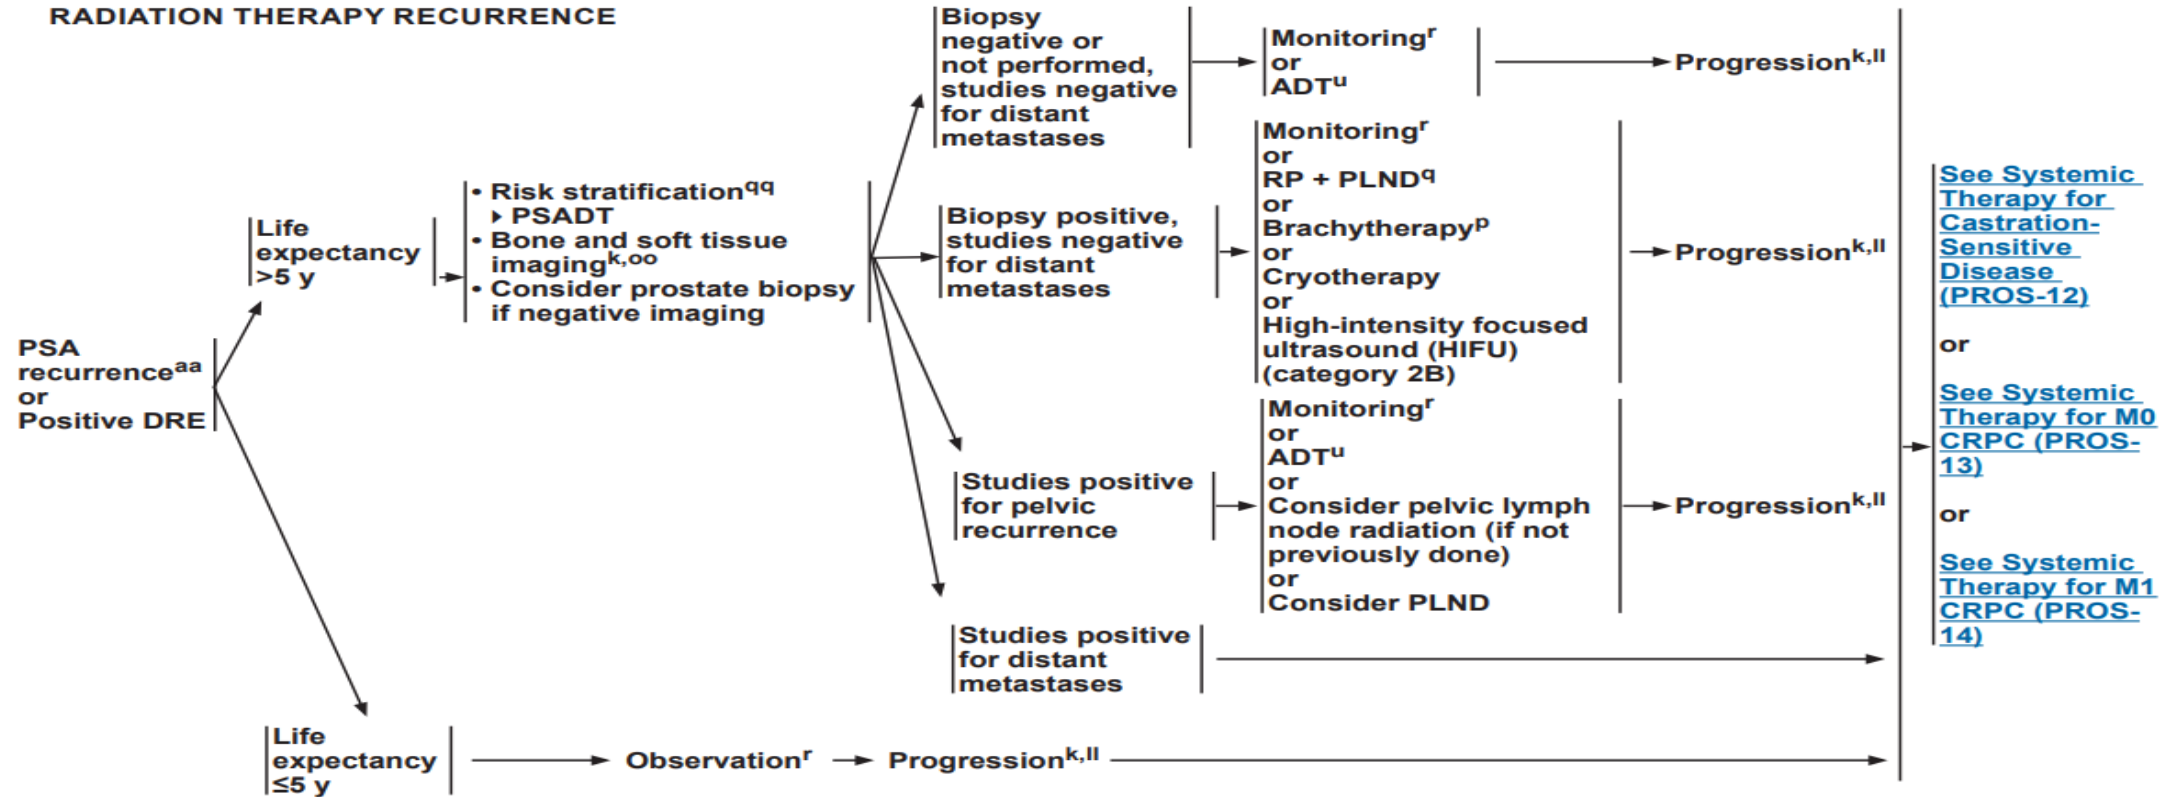 RADIATION THERAPY RECURRENCE
PSA
recurrenceaa
or
Positive DRE
Life
expectancy
>5 y
• Risk stratificationqq
▸ PSADT
• Bone and soft tissue
imagingk,oo
• Consider prostate biopsy
if negative imaging
Biopsy
negative or
not performed,
studies negative
for distant
metastases
Monitoringr
or
ADTu
Progressionk,ll
Biopsy positive,
studies negative
for distant
metastases
Monitoringr
or
RP + PLNDq
or
Brachytherapyp
or
Cryotherapy
or
High-intensity focused
ultrasound (HIFU)
(category 2B)
Progressionk,ll
Studies positive
for pelvic
recurrence
Monitoringr
or
ADTu
or
Consider pelvic lymph
node radiation (if not
previously done)
or
Consider PLND
Progressionk,ll
Studies positive
for distant
metastases
Life
expectancy
≤5 y
Observationr
Progressionk,ll
See Systemic
Therapy for
Castration-
Sensitive
Disease
(PROS-12)
or
See Systemic
Therapy for M0
CRPC (PROS-
13)
or
See Systemic
Therapy for M1
CRPC (PROS-
14)